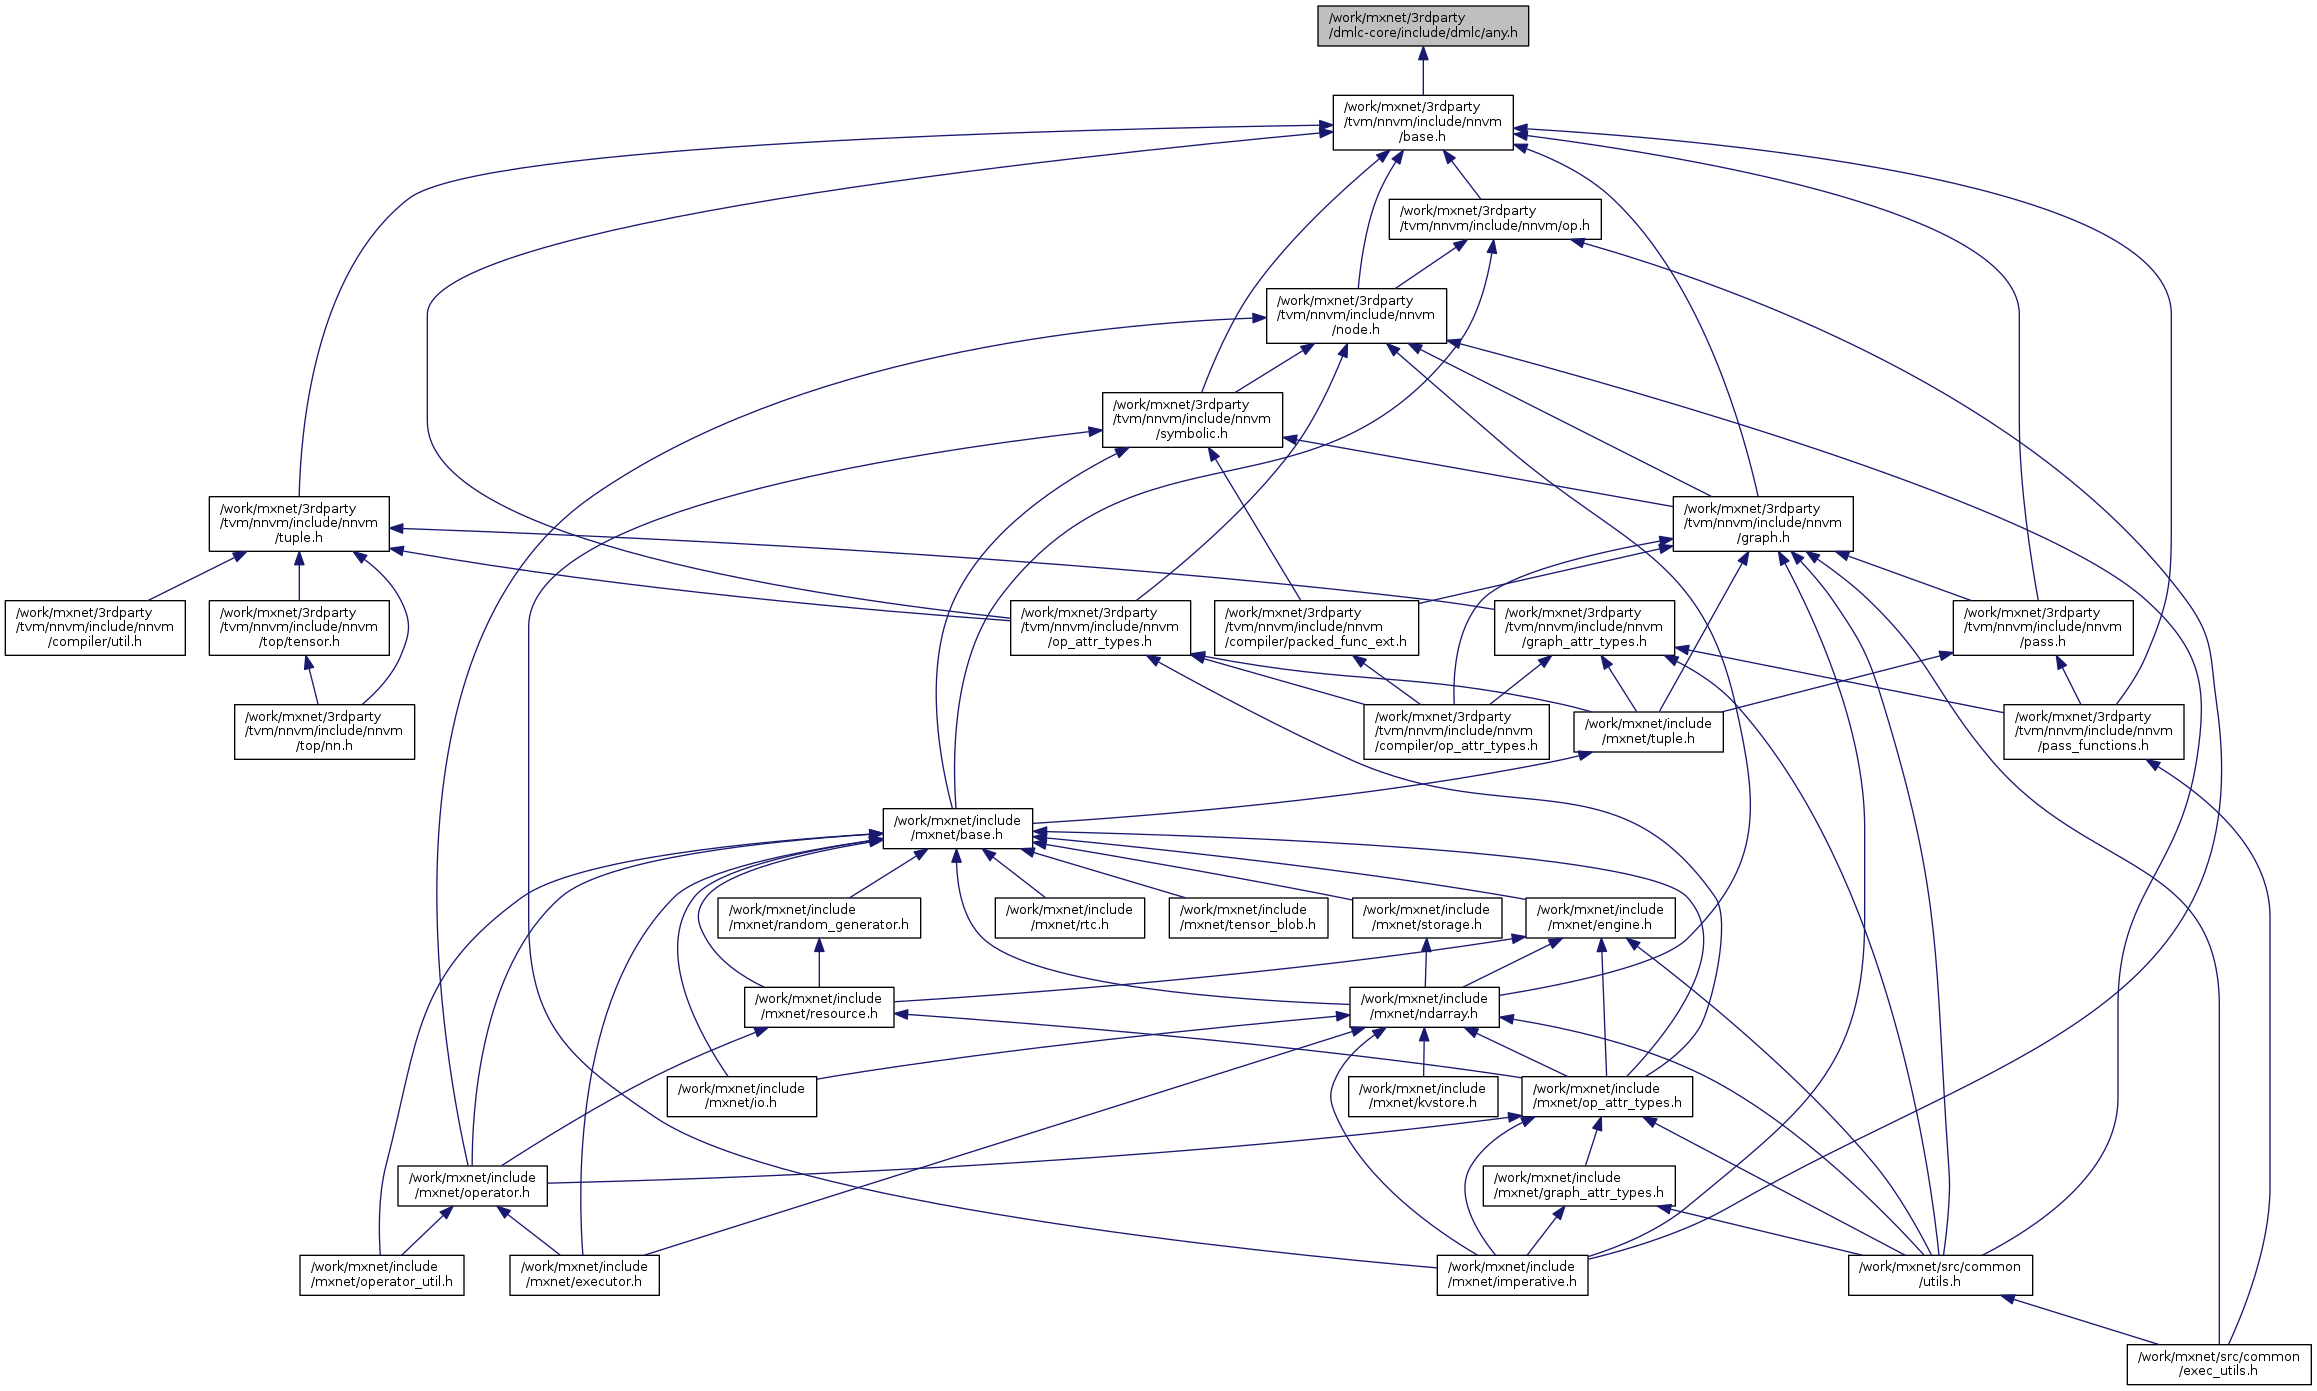 /work/mxnet/3rdparty
/dmlc-core/include/dmlc/any.h
/work/mxnet/3rdparty
/tvm/nnvm/include/nnvm
/base.h
/work/mxnet/3rdparty
/tvm/nnvm/include/nnvm/op.h
/work/mxnet/3rdparty
/tvm/nnvm/include/nnvm
/node.h
/work/mxnet/3rdparty
/tvm/nnvm/include/nnvm
/symbolic.h
/work/mxnet/3rdparty
/tvm/nnvm/include/nnvm
/tuple.h
/work/mxnet/3rdparty
/tvm/nnvm/include/nnvm
/graph.h
/work/mxnet/3rdparty
/tvm/nnvm/include/nnvm
/compiler/util.h
/work/mxnet/3rdparty
/tvm/nnvm/include/nnvm
/top/tensor.h
/work/mxnet/3rdparty
/tvm/nnvm/include/nnvm
/op_attr_types.h
/work/mxnet/3rdparty
/tvm/nnvm/include/nnvm
/compiler/packed_func_ext.h
/work/mxnet/3rdparty
/tvm/nnvm/include/nnvm
/graph_attr_types.h
/work/mxnet/3rdparty
/tvm/nnvm/include/nnvm
/pass.h
/work/mxnet/3rdparty
/tvm/nnvm/include/nnvm
/top/nn.h
/work/mxnet/3rdparty
/tvm/nnvm/include/nnvm
/compiler/op_attr_types.h
/work/mxnet/include
/mxnet/tuple.h
/work/mxnet/3rdparty
/tvm/nnvm/include/nnvm
/pass_functions.h
/work/mxnet/include
/mxnet/base.h
/work/mxnet/include
/mxnet/random_generator.h
/work/mxnet/include
/mxnet/rtc.h
/work/mxnet/include
/mxnet/tensor_blob.h
/work/mxnet/include
/mxnet/storage.h
/work/mxnet/include
/mxnet/engine.h
/work/mxnet/include
/mxnet/resource.h
/work/mxnet/include
/mxnet/ndarray.h
/work/mxnet/include
/mxnet/io.h
/work/mxnet/include
/mxnet/kvstore.h
/work/mxnet/include
/mxnet/op_attr_types.h
/work/mxnet/include
/mxnet/operator.h
/work/mxnet/include
/mxnet/graph_attr_types.h
/work/mxnet/include
/mxnet/operator_util.h
/work/mxnet/include
/mxnet/executor.h
/work/mxnet/include
/mxnet/imperative.h
/work/mxnet/src/common
/utils.h
/work/mxnet/src/common
/exec_utils.h